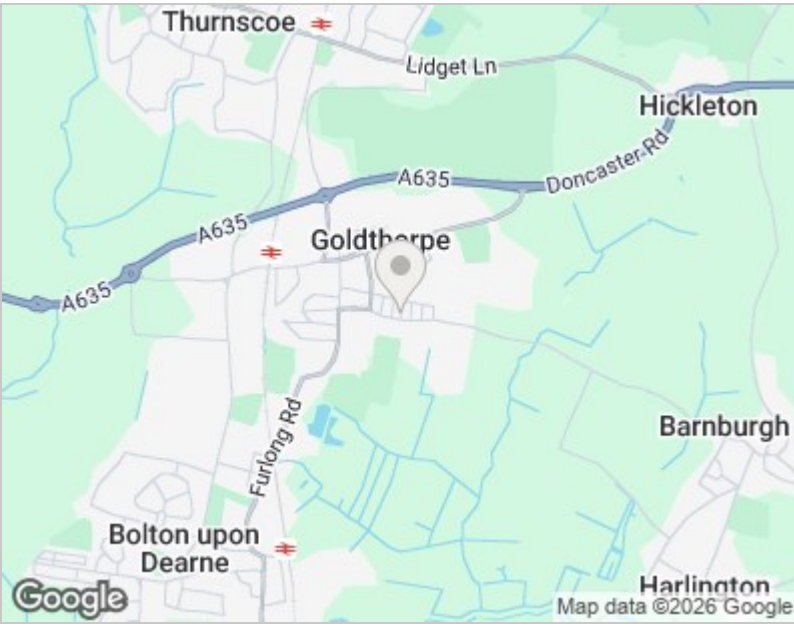 Thurnscoe
Lidget Ln
Hickleton
Doncaster Rd
A635
A635
Goldthorpe
A635
Furlong Rd
Barnburgh
Bolton upon
Dearne
Harlington
Google
Map data ©2026 Google